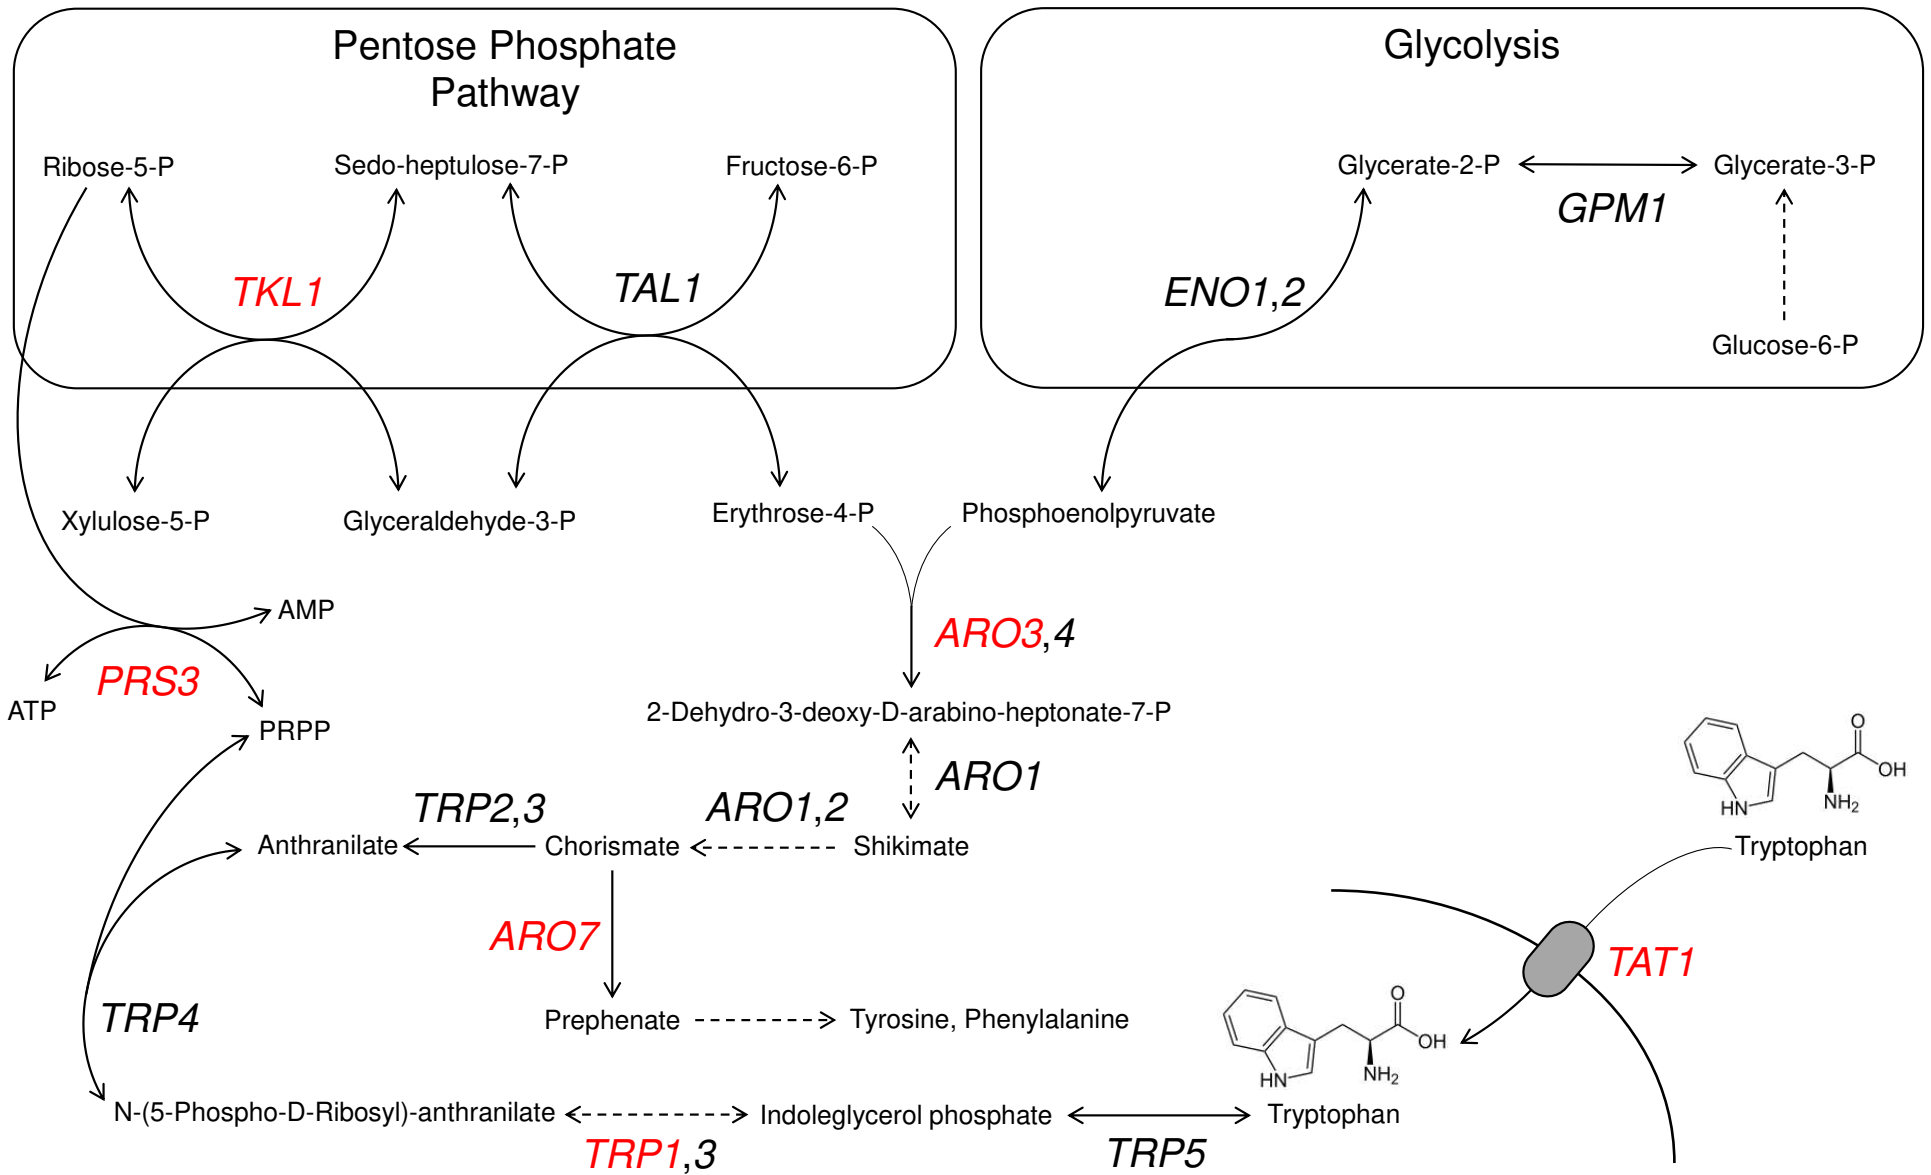 Pentose Phosphate
Pathway
Glycolysis
Ribose-5-P
Sedo-heptulose-7-P
Fructose-6-P
Glycerate-2-P
Glycerate-3-P
GPM1
TKL1
TAL1
ENO1,2
Glucose-6-P
Xylulose-5-P
Glyceraldehyde-3-P
Erythrose-4-P
Phosphoenolpyruvate
AMP
ARO3,4
PRS3
ATP
PRPP
2-Dehydro-3-deoxy-D-arabino-heptonate-7-P
ARO1
O
OH
NH2
HN
TRP2,3
ARO1,2
Anthranilate
Chorismate
Shikimate
Tryptophan
ARO7
TAT1
TRP4
Prephenate
Tyrosine, Phenylalanine
O
OH
NH2
HN
N-(5-Phospho-D-Ribosyl)-anthranilate
Indoleglycerol phosphate
Tryptophan
TRP1,3
TRP5